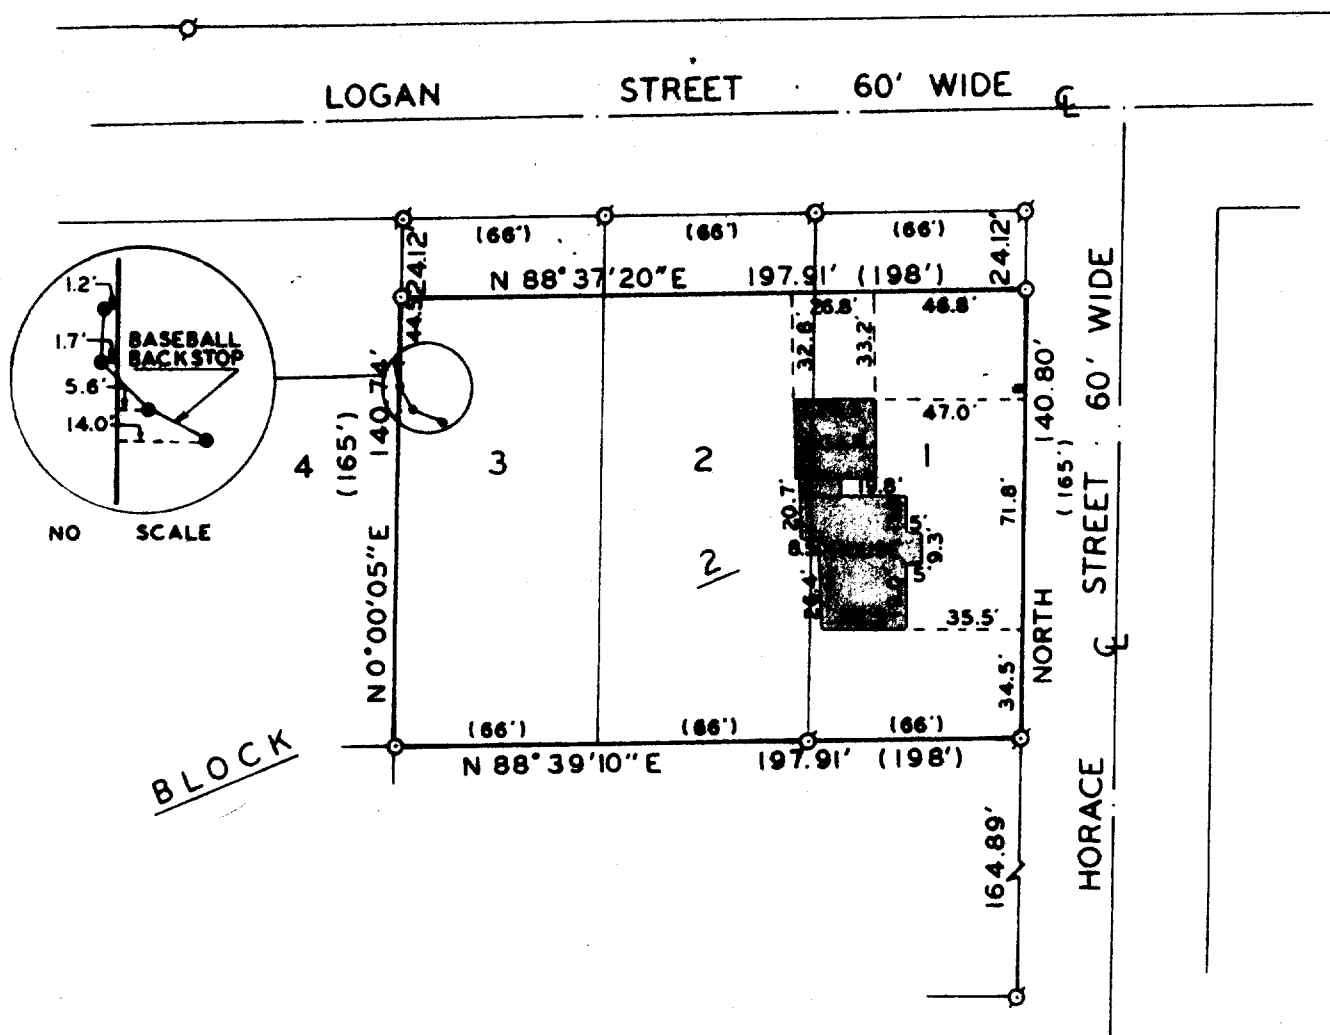 LOGAN STREET 60' WIDE ℄
(66') (66') (66')
24.12' 24.12'
N 88° 37' 20" E 197.91' (198')
26.8' 46.8'
32.8' 33.2'
47.0'
1.2'
1.7'
BASEBALL
BACKSTOP
5.6'
14.0'
NO SCALE
4 3 2 1
(165') 140.74'
N 0° 00' 05" E
140.80'
(165')
NORTH
20.7'
71.8'
5'
9.3'
5'
2
35.5'
34.5'
(66') (66') (66')
N 88° 39' 10" E 197.91' (198')
BLOCK
164.89'
HORACE STREET 60' WIDE
℄